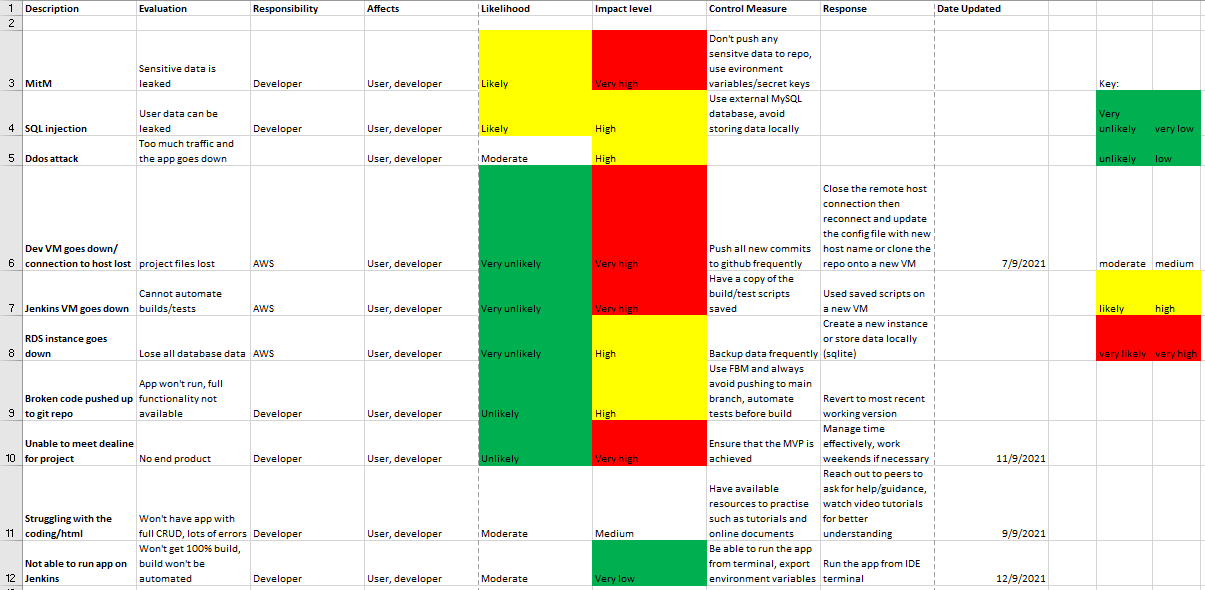 1 Description Evaluation Responsibility Affects Likelihood Impact level Control Measure Response Date Updated
2
Don't push any
sensitve data to repo,
Sensitive data is use evironment
3 MitM leaked Developer User, developer Likely Very high variables/secret keys Key:
Use external MySQL
User data can be database, avoid Very
4 SQL injection leaked Developer User, developer Likely High storing data locally unlikely very low
Too much traffic and
5 Ddos attack the app goes down User, developer Moderate High unlikely low
Close the remote host
connection then
reconnect and update
the config file with new
Dev VM goes down/ Push all new commits host name or clone the
6 connection to host lost project files lost AWS User, developer Very unlikely Very high to github frequently repo onto a new VM 7/9/2021 moderate medium
Have a copy of the
Cannot automate build/test scripts Used saved scripts on
7 Jenkins VM goes down builds/tests AWS User, developer Very unlikely Very high saved a new VM likely high
Create a new instance
RDS instance goes or store data locally
8 down Lose all database data AWS User, developer Very unlikely High Backup data frequently (sqlite) very likely very high
Use FBM and always
App won't run, full avoid pushing to main
Broken code pushed up functionality not branch, automate Revert to most recent
9 to git repo available Developer User, developer Unlikely High tests before build working version
Manage time
Unable to meet dealine Ensure that the MVP is effectively, work
10 for project No end product Developer User, developer Unlikely Very high achieved weekends if necessary 11/9/2021
Reach out to peers to
Have available ask for help/guidance,
resources to practise watch video tutorials
Struggling with the Won't have app with such as tutorials and for better
11 coding/html full CRUD, lots of errors Developer User, developer Moderate Medium online documents understanding 9/9/2021
Won't get 100% build, Be able to run the app
Not able to run app on build won't be from terminal, export Run the app from IDE
12 Jenkins automated Developer User, developer Moderate Very low environment variables terminal 12/9/2021